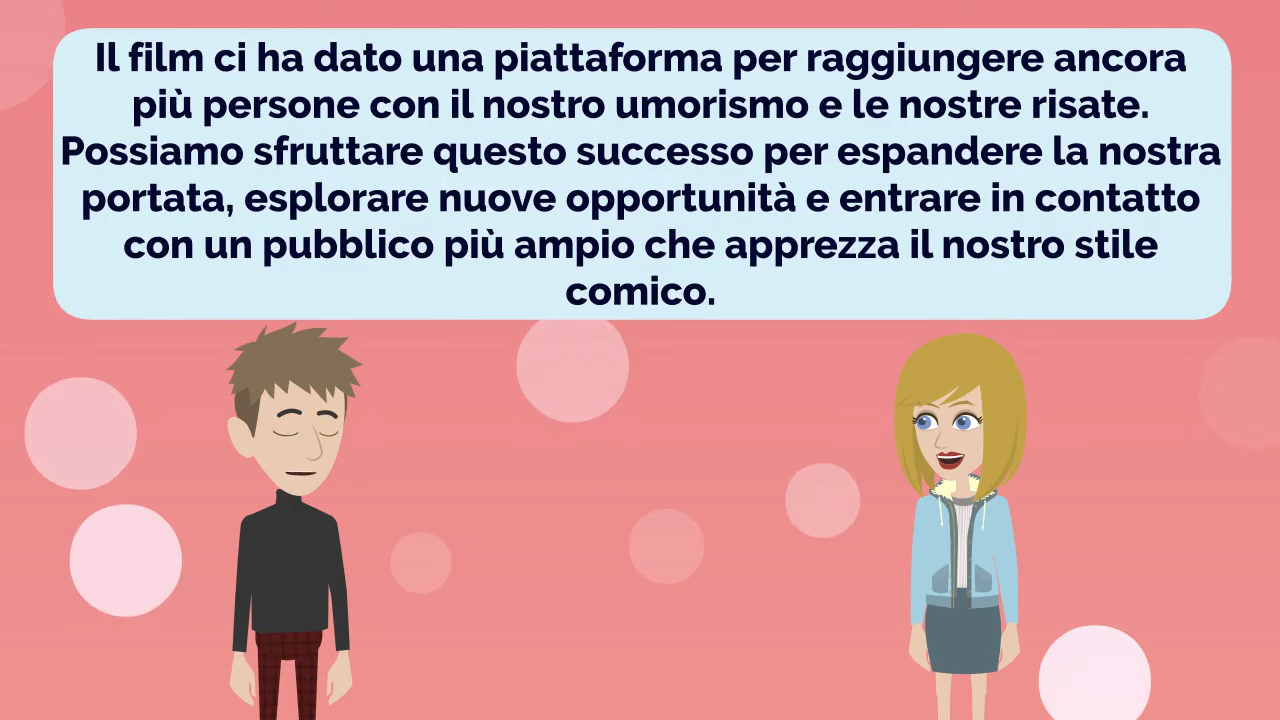 Il film ci ha dato una piattaforma per raggiungere ancora
più persone con il nostro umorismo e le nostre risate.
Possiamo sfruttare questo successo per espandere la nostra
portata, esplorare nuove opportunità e entrare in contatto
con un pubblico più ampio che apprezza il nostro stile
comico.